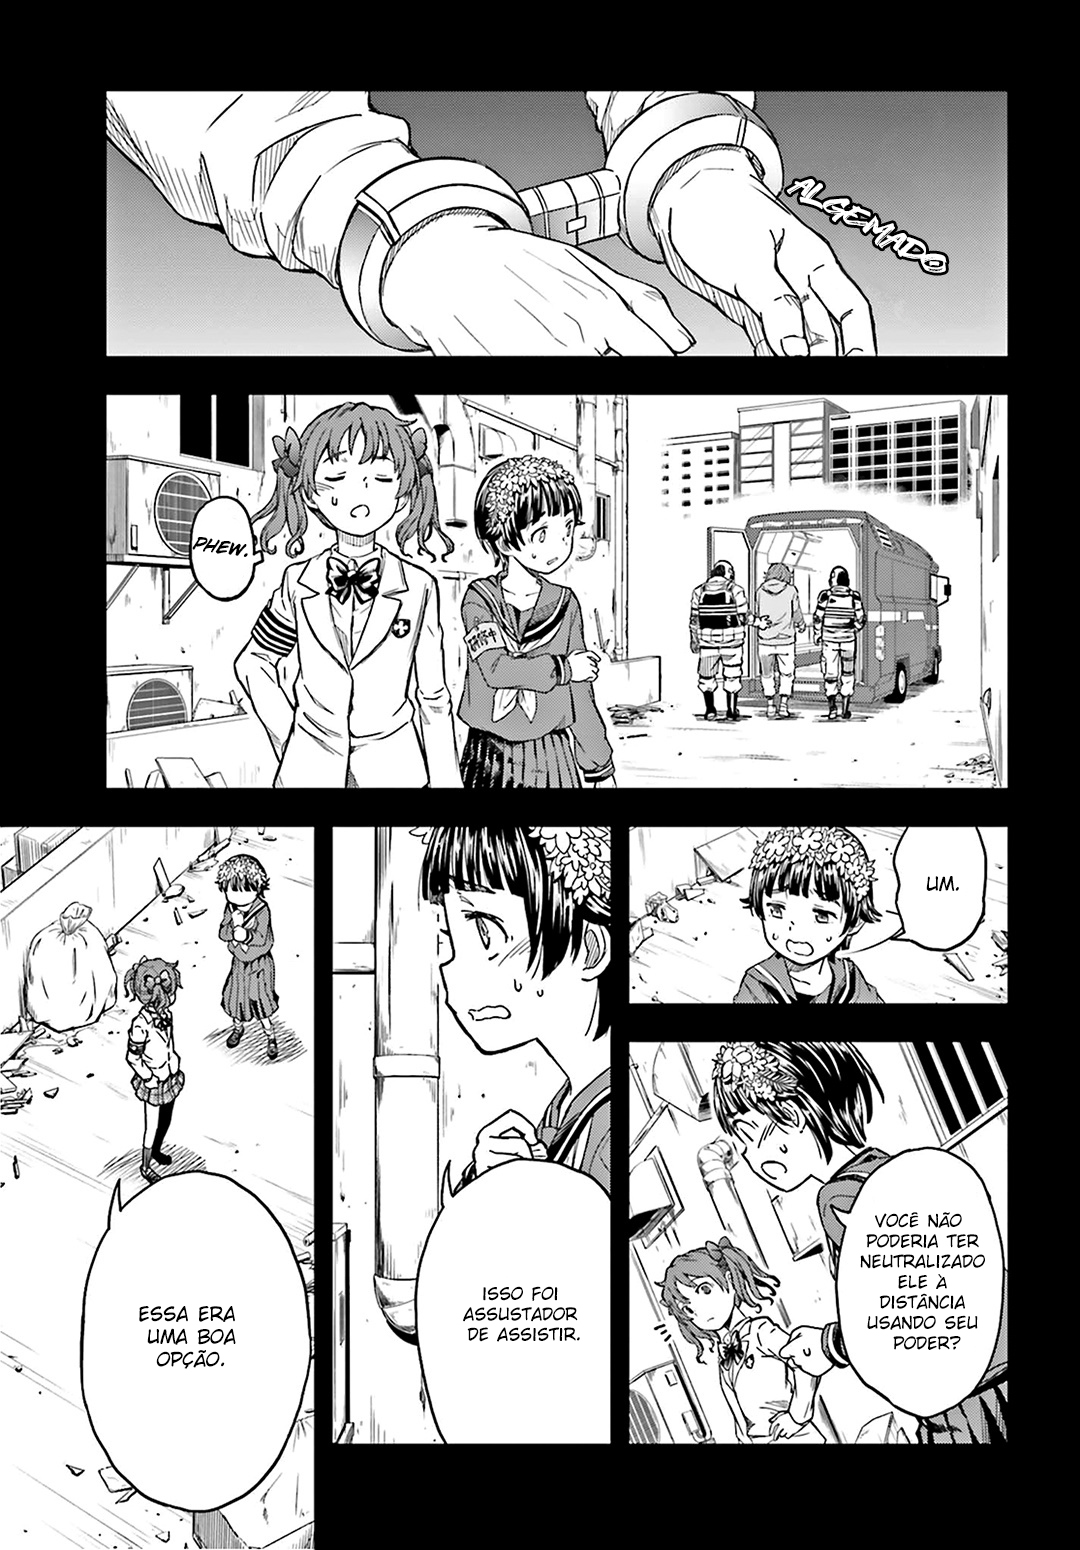 ALGEMADO
PHEW.
UM.
VOCÊ NÃO
PODERIA TER
NEUTRALIZADO
ELE À
DISTÂNCIA
USANDO SEU
PODER?
ISSO FOI
ASSUSTADOR
DE ASSISTIR.
ESSA ERA
UMA BOA
OPÇÃO.